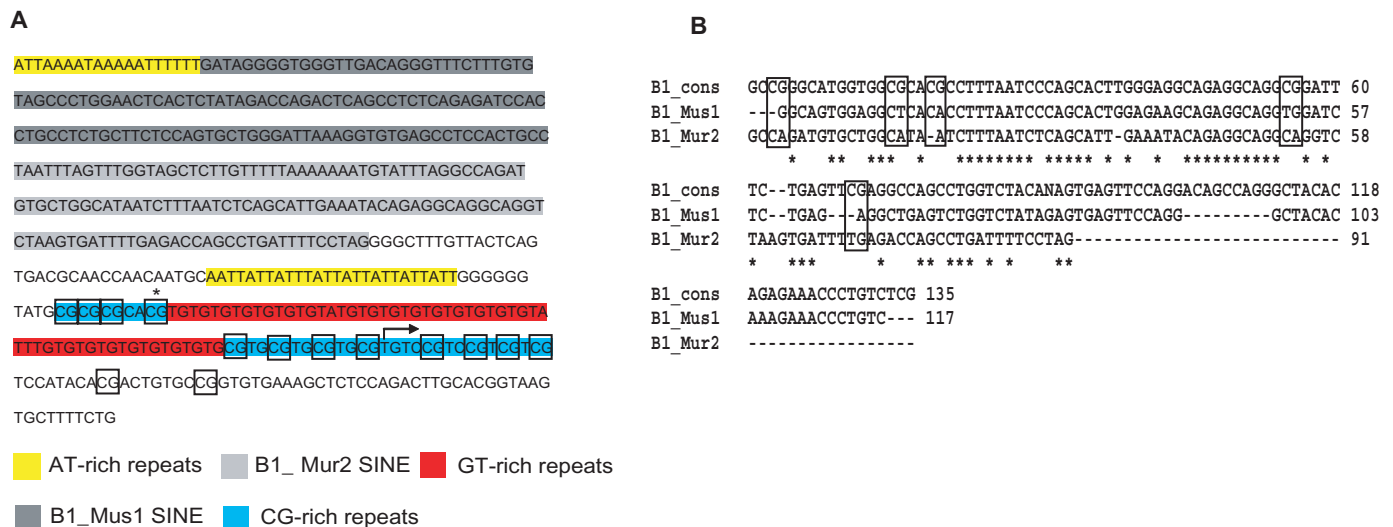 A
ATTAAAATAAAAATTTTTTGATAGGGGTGGGTTGACAGGGTTTCTTTGTG
TAGCCCTGGAACTCACTCTATAGACCAGACTCAGCCTCTCAGAGATCCAC
CTGCCTCTGCTTCTCCAGTGCTGGGATTAAAGGTGTGAGCCTCCACTGCC
TAATTTAGTTTGGTAGCTCTTGTTTTTAAAAAAATGTATTTAGGCCAGAT
GTGCTGGCATAATCTTTAATCTCAGCATTGAAATACAGAGGCAGGCAGGT
CTAAGTGATTTTGAGACCAGCCTGATTTTCCTAGGGGCTTTGTTACTCAG
TGACGCAACCAACAATGCAATTATTATTTATTATTATTATTATTGGGGGG
*
TATGCGCGCGCACGTGTGTGTGTGTGTGTATGTGTGTGTGTGTGTGTGTA
TTTGTGTGTGTGTGTGTGTGCGTGCGTGCGTGCGTGTCCGTCCGTCGTCG
TCCATACACGACTGTGCCGGTGTGAAAGCTCTCCAGACTTGCACGGTAAG
TGCTTTTCTG
AT-rich repeats
B1_ Mur2 SINE
GT-rich repeats
B1_Mus1 SINE
CG-rich repeats
B
B1_cons GCCGGGCATGGTGGCGCACGCCTTTAATCCCAGCACTTGGGAGGCAGAGGCAGGCGGATT 60
B1_Mus1 ---GGCAGTGGAGGCTCACACCTTTAATCCCAGCACTGGAGAAGCAGAGGCAGGTGGATC 57
B1_Mur2 GCCAGATGTGCTGGCATA-ATCTTTAATCTCAGCATT-GAAATACAGAGGCAGGCAGGTC 58
* ** *** * ******** ***** * * *********** * *
B1_cons TC--TGAGTTCGAGGCCAGCCTGGTCTACANAGTGAGTTCCAGGACAGCCAGGGCTACAC 118
B1_Mus1 TC--TGAG--AGGCTGAGTCTGGTCTATAGAGTGAGTTCCAGG---------GCTACAC 103
B1_Mur2 TAAGTGATTTTGAGACCAGCCTGATTTTCCTAG--------------------------- 91
* *** * ** *** * * **
B1_cons AGAGAAACCCTGTCTCG 135
B1_Mus1 AAAGAAACCCTGTC--- 117
B1_Mur2 -----------------